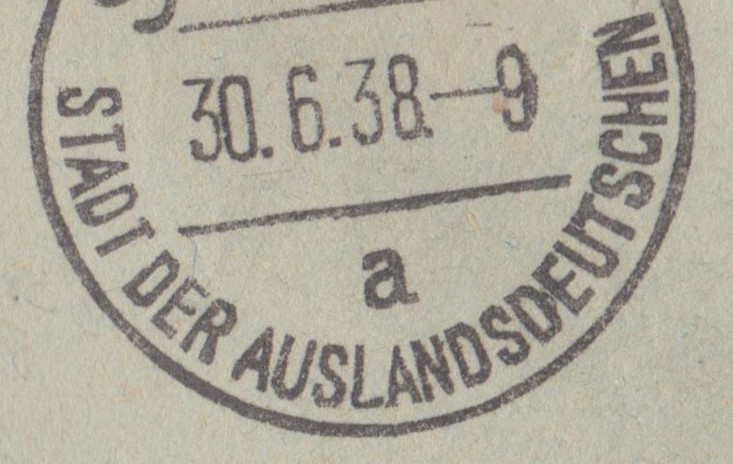 30.6.38.—9
a
STADT DER AUSLANDSDEUTSCHEN